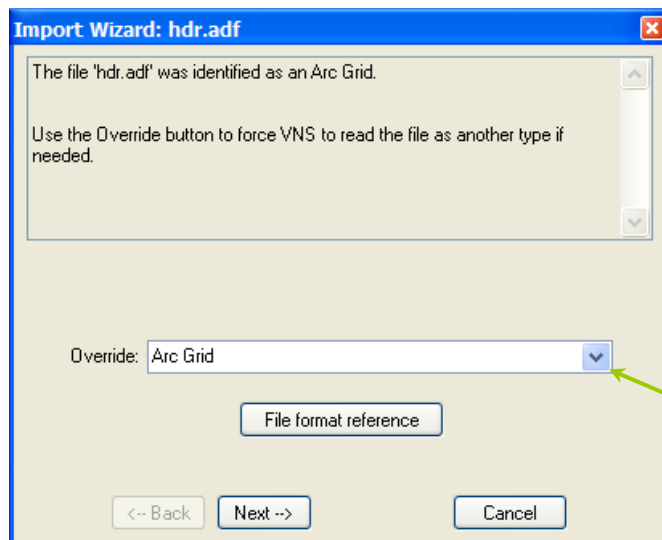 Import Wizard: hdr.adf
The file 'hdr.adf' was identified as an Arc Grid.
Use the Override button to force VNS to read the file as another type if
needed.
Override: Arc Grid
File format reference
<-- Back Next --> Cancel